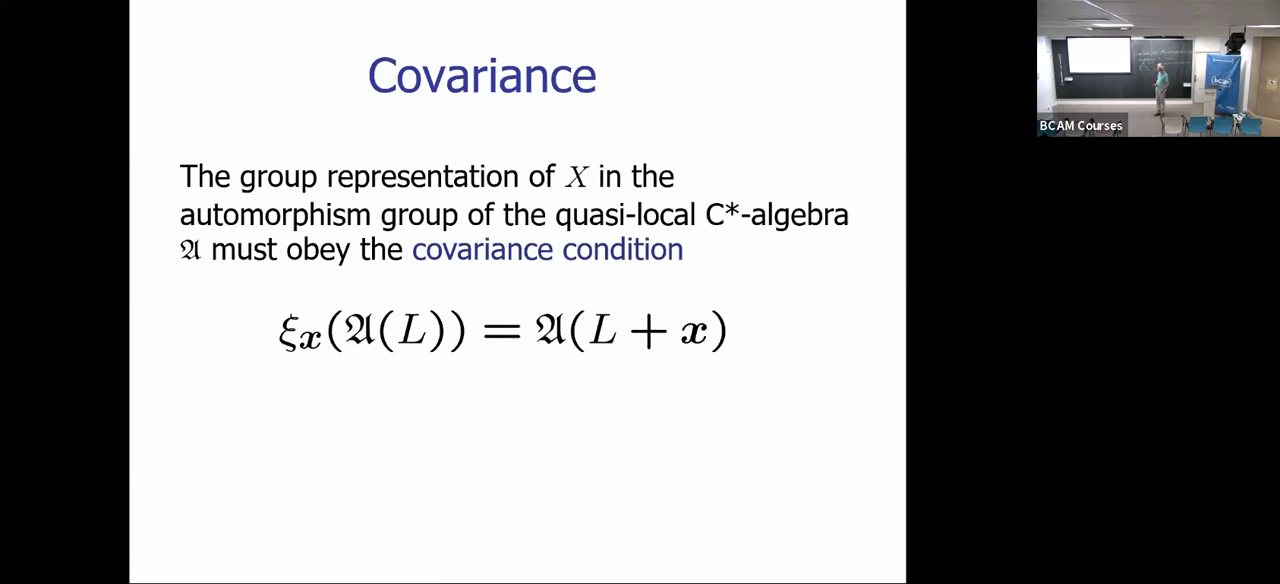 Covariance
The group representation of X in the
automorphism group of the quasi-local C*-algebra
𝔄 must obey the covariance condition
ξ_𝒙(𝔄(L)) = 𝔄(L + 𝒙)
BCAM Courses